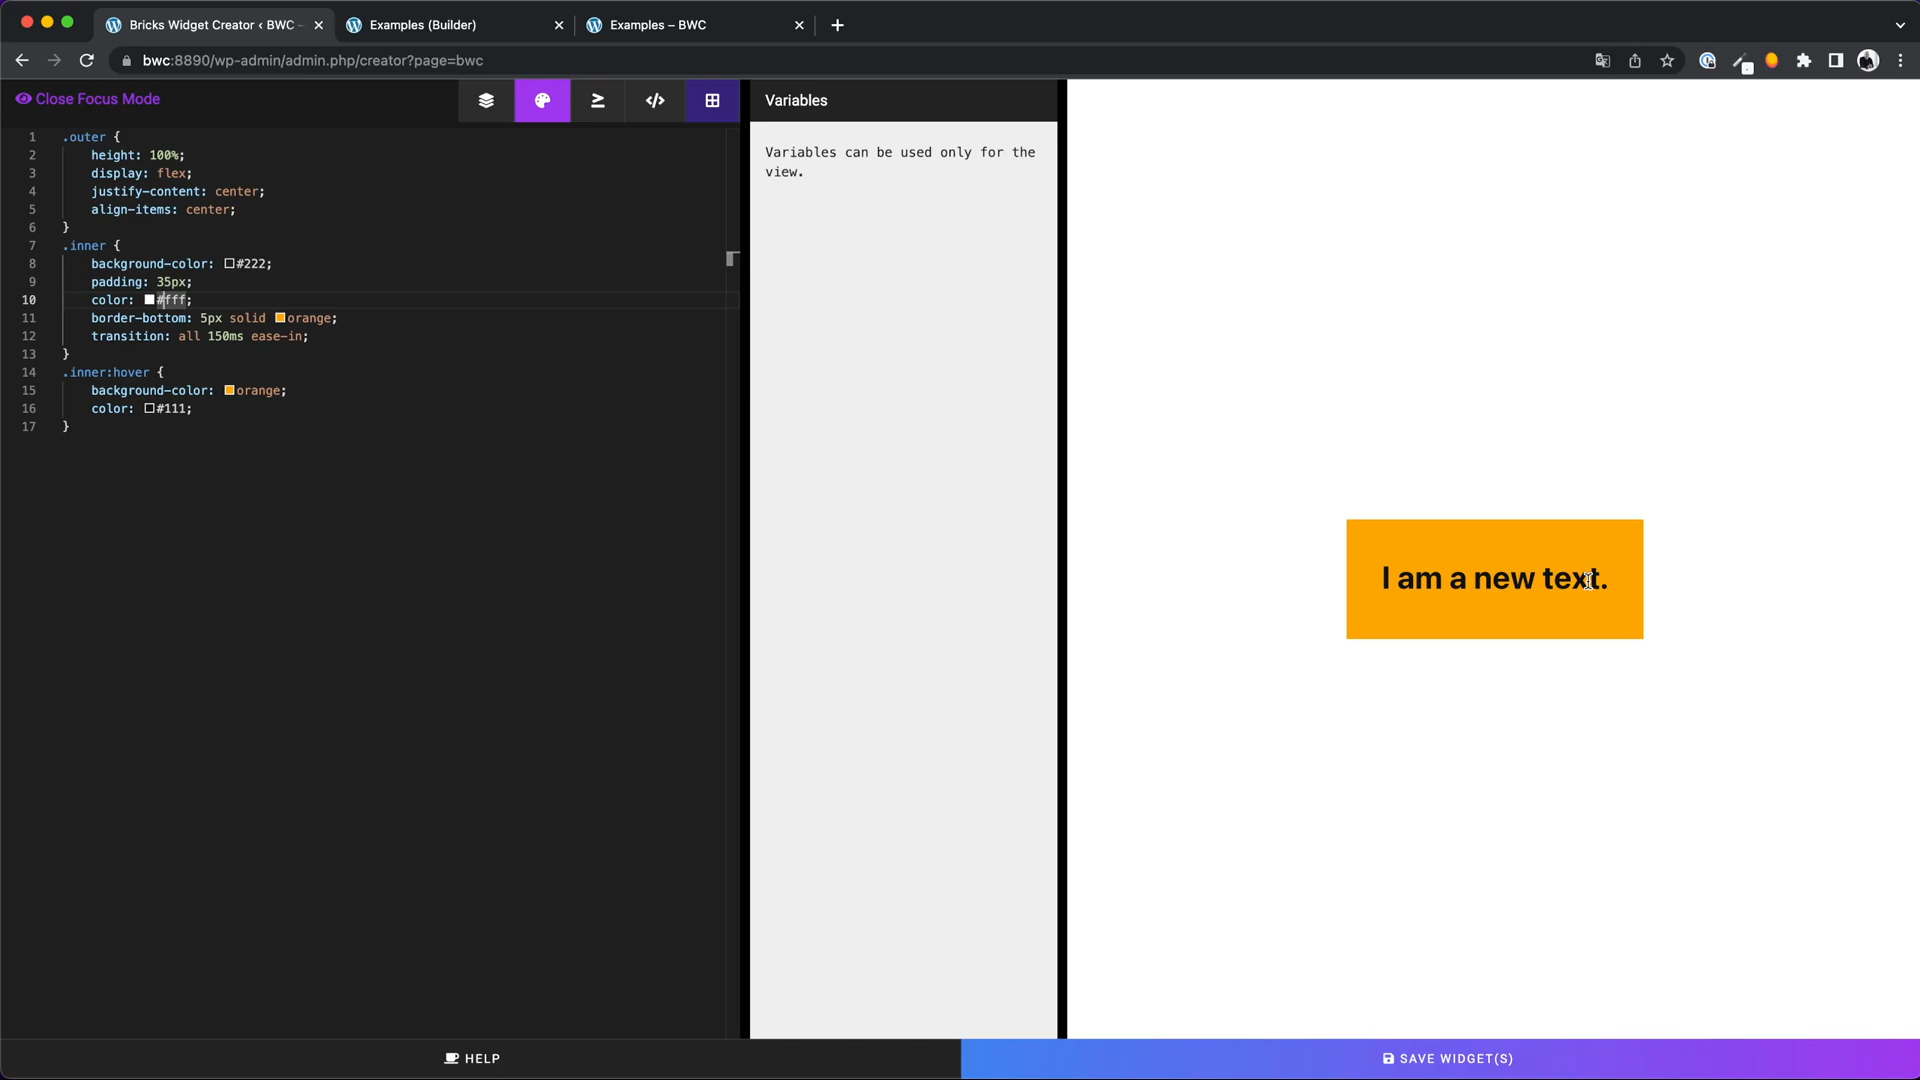 Bricks Widget Creator ‹ BWC –
Examples (Builder)
Examples – BWC
bwc:8890/wp-admin/admin.php/creator?page=bwc
Close Focus Mode
1 .outer {
2 height: 100%;
3 display: flex;
4 justify-content: center;
5 align-items: center;
6 }
7 .inner {
8 background-color: #222;
9 padding: 35px;
10 color: #fff;
11 border-bottom: 5px solid orange;
12 transition: all 150ms ease-in;
13 }
14 .inner:hover {
15 background-color: orange;
16 color: #111;
17 }
Variables
Variables can be used only for the
view.
I am a new text.
HELP
SAVE WIDGET(S)